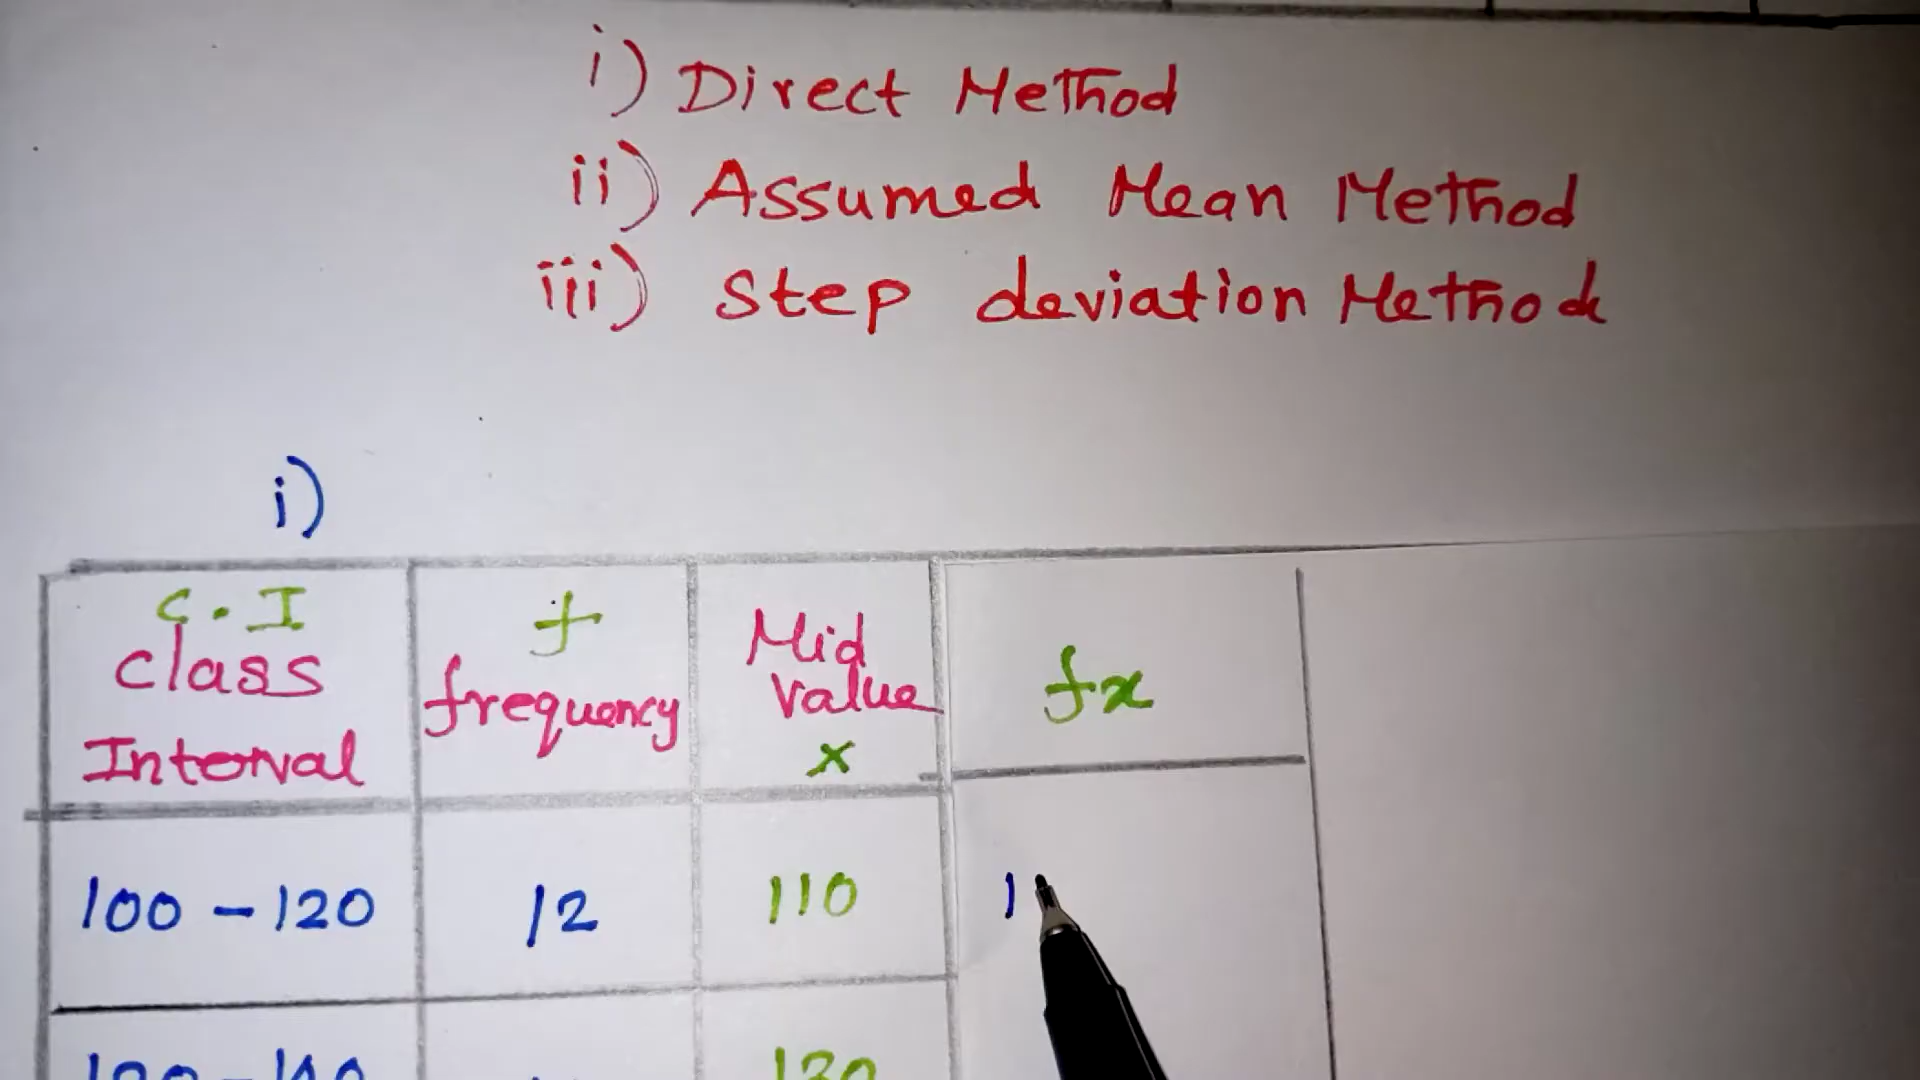 i) Direct Method
ii) Assumed Mean Method
iii) Step deviation Method
i)
C.I
Class
Interval
f
frequency
Mid
Value
x
fx
100 - 120
12
110
1
130